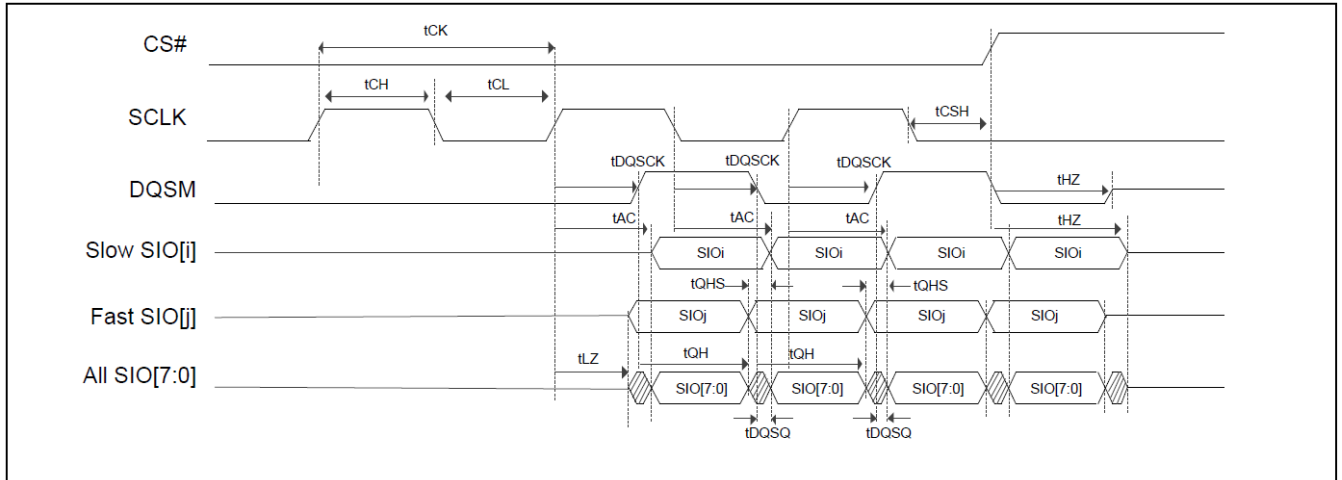 tCK
CS#
tCH tCL
SCLK
tCSH
tDQSCK tDQSCK tDQSCK
DQSM
tHZ
tAC tAC tAC tHZ
Slow SIO[i]
SIOi SIOi SIOi SIOi
tQHS tQHS
Fast SIO[j]
SIOj SIOj SIOj SIOj
tLZ tQH tQH
All SIO[7:0]
SIO[7:0] SIO[7:0] SIO[7:0] SIO[7:0]
tDQSQ tDQSQ